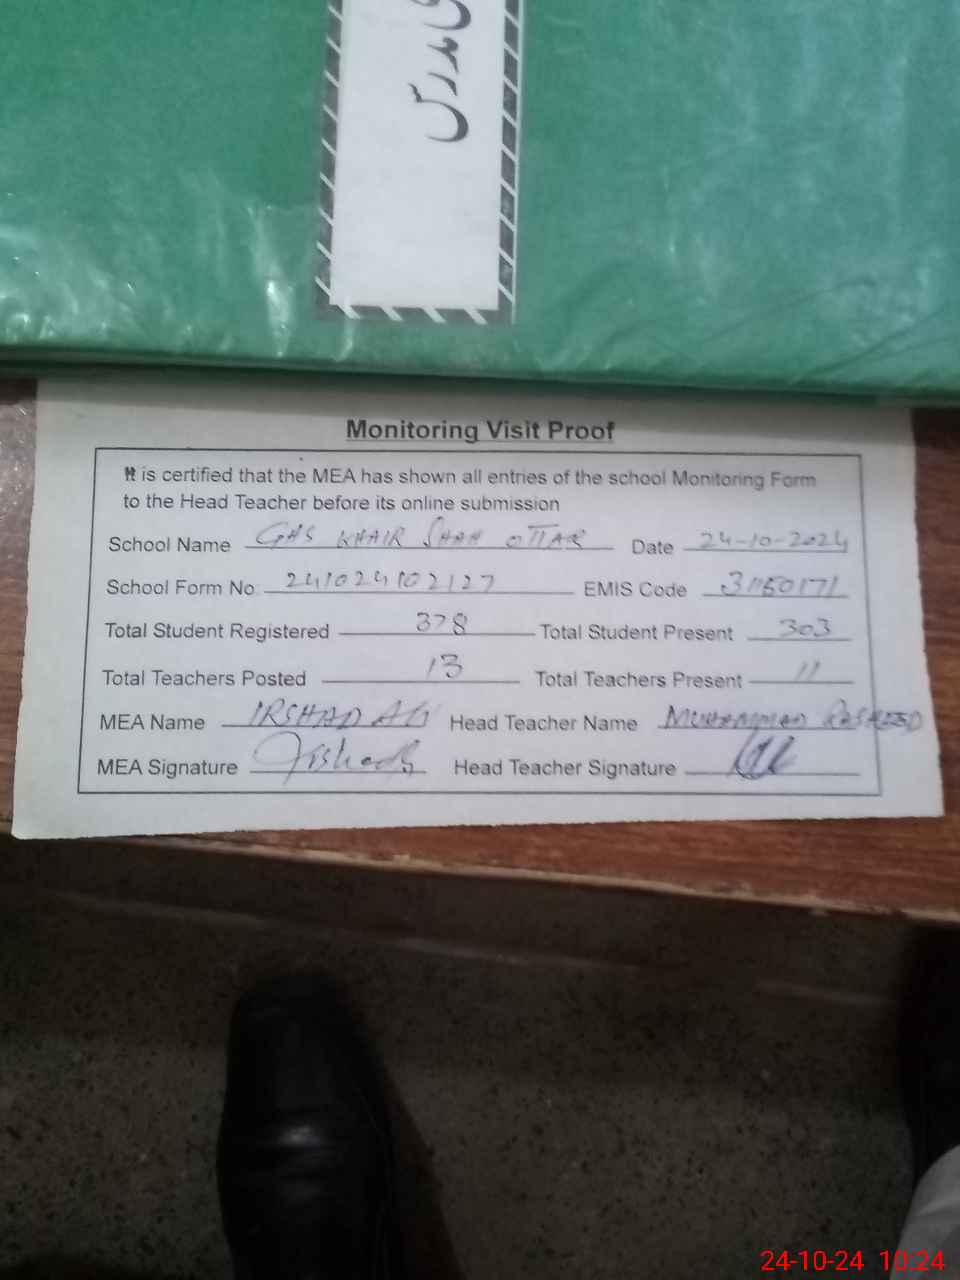 مدرس
Monitoring Visit Proof
It is certified that the MEA has shown all entries of the school Monitoring Form
to the Head Teacher before its online submission
School Name GHS KHAIR SHAH OTTAR Date 24-10-2024
School Form No. 241024102127 EMIS Code 31150171
Total Student Registered 378 Total Student Present 303
Total Teachers Posted 13 Total Teachers Present 11
MEA Name IRSHAD ALI Head Teacher Name MUHAMMAD RASHEED
MEA Signature Irshad Head Teacher Signature
24-10-24 10:24